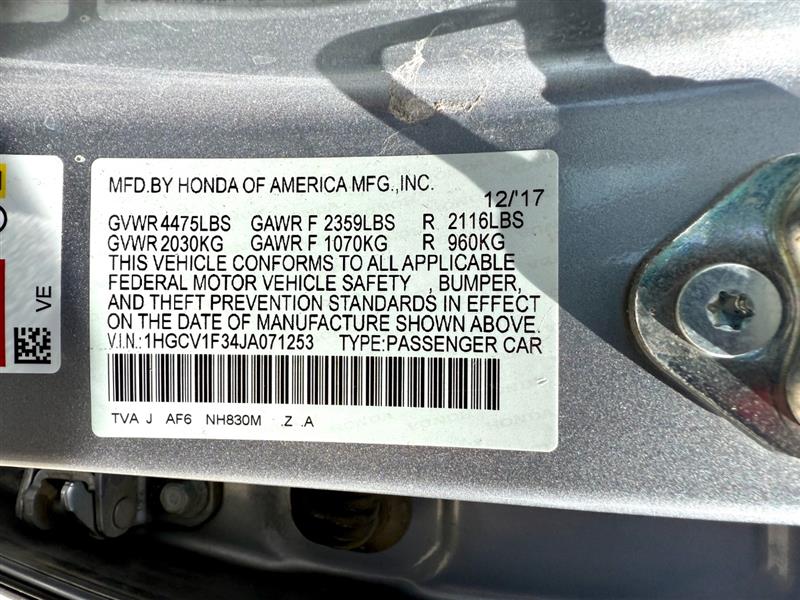 MFD.BY HONDA OF AMERICA MFG.,INC.
12/'17
GVWR 4475LBS GAWR F 2359LBS R 2116LBS
GVWR 2030KG GAWR F 1070KG R 960KG
THIS VEHICLE CONFORMS TO ALL APPLICABLE
FEDERAL MOTOR VEHICLE SAFETY , BUMPER,
AND THEFT PREVENTION STANDARDS IN EFFECT
ON THE DATE OF MANUFACTURE SHOWN ABOVE.
V.I.N.:1HGCV1F34JA071253 TYPE:PASSENGER CAR
TVA J AF6 NH830M .Z .A
VE